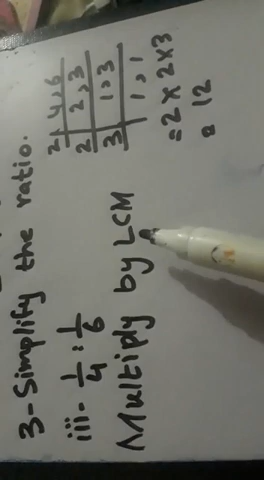 3-Simplify the ratio.
iii- 1/4 : 1/6
Multiply by LCM
2, 4, 6
2 2, 3
3 1, 3
1, 1
= 2 × 2 × 3
= 12